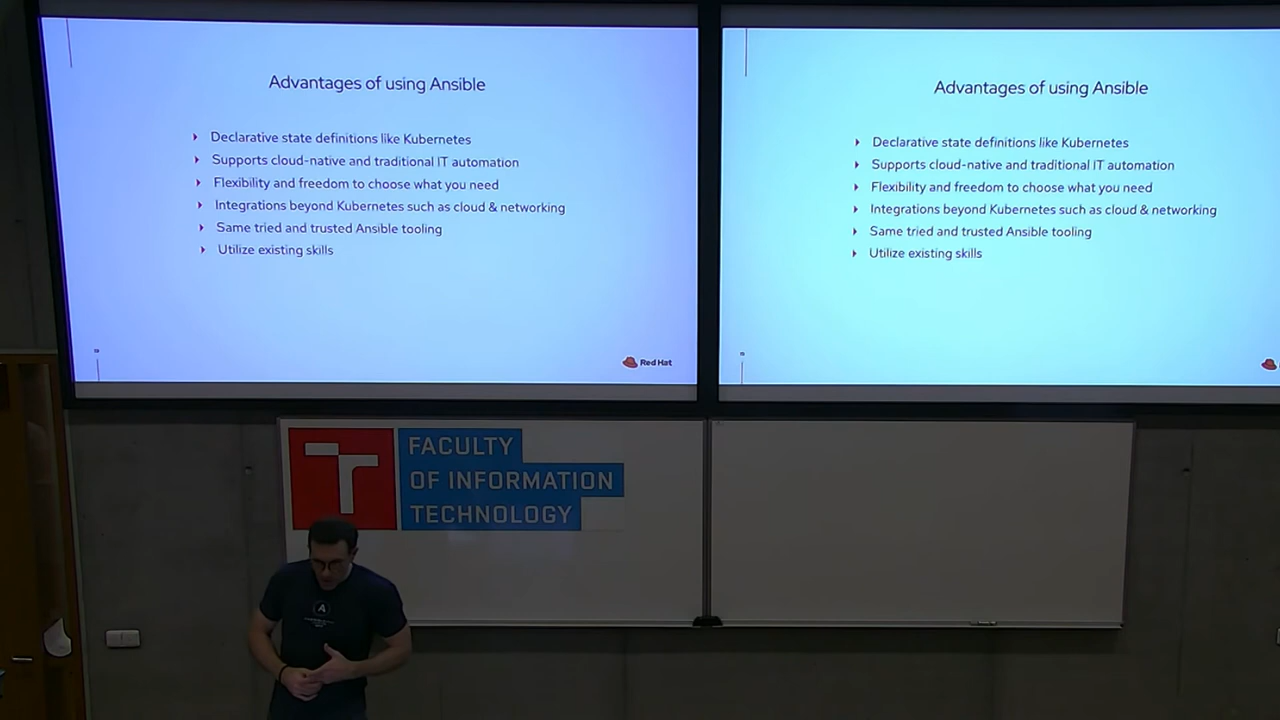 Advantages of using Ansible
Declarative state definitions like Kubernetes
Supports cloud-native and traditional IT automation
Flexibility and freedom to choose what you need
Integrations beyond Kubernetes such as cloud & networking
Same tried and trusted Ansible tooling
Utilize existing skills
Red Hat
Advantages of using Ansible
Declarative state definitions like Kubernetes
Supports cloud-native and traditional IT automation
Flexibility and freedom to choose what you need
Integrations beyond Kubernetes such as cloud & networking
Same tried and trusted Ansible tooling
Utilize existing skills
T
FACULTY
OF INFORMATION
TECHNOLOGY
A